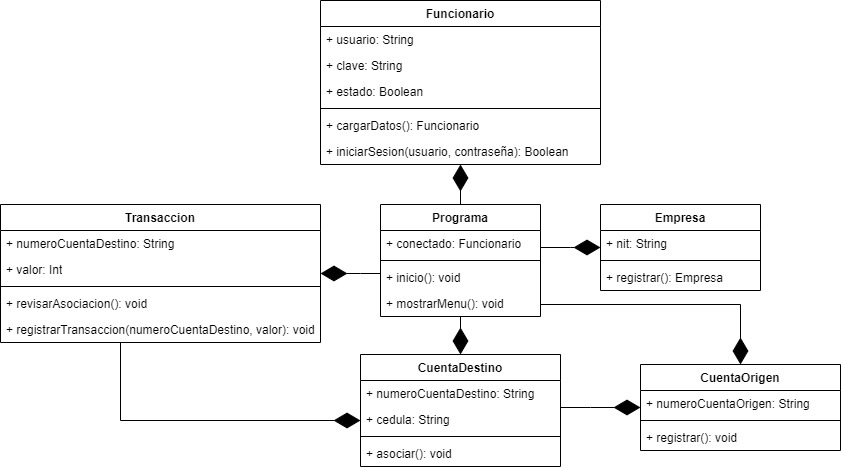 Funcionario
+ usuario: String
+ clave: String
+ estado: Boolean
+ cargarDatos(): Funcionario
+ iniciarSesion(usuario, contraseña): Boolean
Transaccion
+ numeroCuentaDestino: String
+ valor: Int
+ revisarAsociacion(): void
+ registrarTransaccion(numeroCuentaDestino, valor): void
Programa
+ conectado: Funcionario
+ inicio(): void
+ mostrarMenu(): void
Empresa
+ nit: String
+ registrar(): Empresa
CuentaDestino
+ numeroCuentaDestino: String
+ cedula: String
+ asociar(): void
CuentaOrigen
+ numeroCuentaOrigen: String
+ registrar(): void